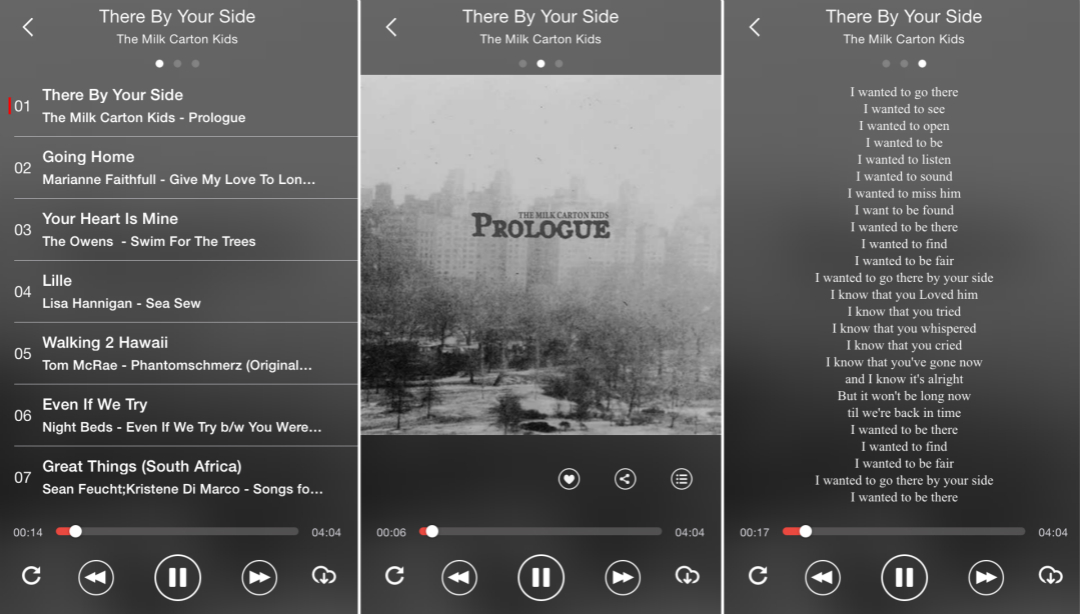 There By Your Side
The Milk Carton Kids
01
There By Your Side
The Milk Carton Kids - Prologue
02
Going Home
Marianne Faithfull - Give My Love To Lon...
03
Your Heart Is Mine
The Owens  - Swim For The Trees
04
Lille
Lisa Hannigan - Sea Sew
05
Walking 2 Hawaii
Tom McRae - Phantomschmerz (Original...
06
Even If We Try
Night Beds - Even If We Try b/w You Were...
07
Great Things (South Africa)
Sean Feucht;Kristene Di Marco - Songs fo...
00:14
04:04
There By Your Side
The Milk Carton Kids
THE MILK CARTON KIDS
PROLOGUE
00:06
04:04
There By Your Side
The Milk Carton Kids
I wanted to go there
I wanted to see
I wanted to open
I wanted to be
I wanted to listen
I wanted to sound
I wanted to miss him
I want to be found
I wanted to be there
I wanted to find
I wanted to be fair
I wanted to go there by your side
I know that you Loved him
I know that you tried
I know that you whispered
I know that you cried
I know that you've gone now
and I know it's alright
But it won't be long now
til we're back in time
I wanted to be there
I wanted to find
I wanted to be fair
I wanted to go there by your side
I wanted to be there
00:17
04:04